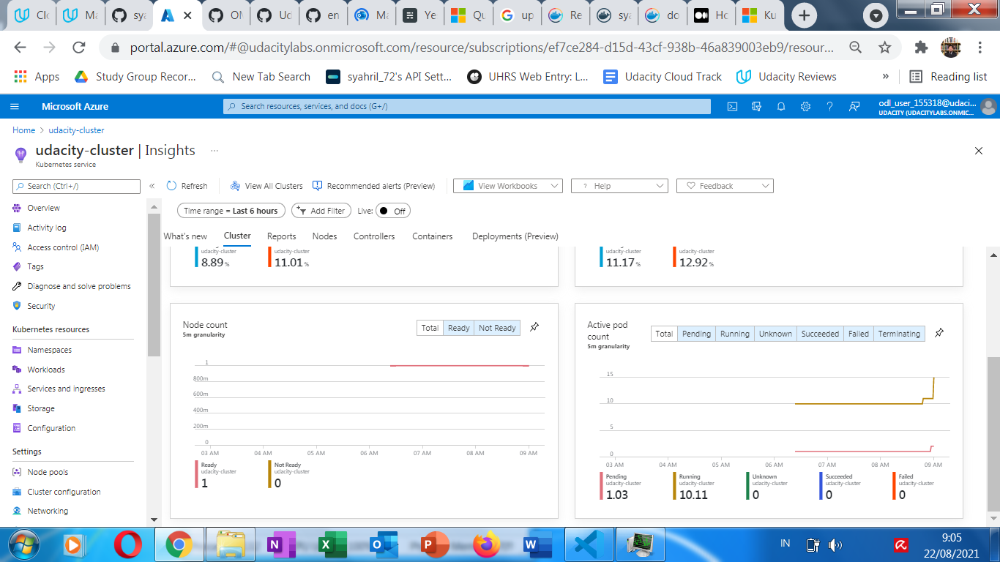 Clo
Ma
sya
OM
Ud
en
Ma
Ye
Qu
up
Re
sya
do
Ho
Ku
portal.azure.com/#@udacitylabs.onmicrosoft.com/resource/subscriptions/ef7ce284-d15d-43cf-938b-46a839003eb9/resour...
Apps
Study Group Recor...
New Tab Search
syahril_72's API Sett...
UHRS Web Entry: L...
Udacity Cloud Track
Udacity Reviews
»
Reading list
Microsoft Azure
Search resources, services, and docs (G+/)
odl_user_155318@udaci...
UDACITY (UDACITYLABS.ONMIC...
Home > udacity-cluster
udacity-cluster | Insights ...
Kubernetes service
Search (Ctrl+/)
«
Refresh
View All Clusters
Recommended alerts (Preview)
View Workbooks
? Help
Feedback
Overview
Activity log
Access control (IAM)
Tags
Diagnose and solve problems
Security
Kubernetes resources
Namespaces
Workloads
Services and ingresses
Storage
Configuration
Settings
Node pools
Cluster configuration
Networking
Time range = Last 6 hours
Add Filter
Live: Off
What's new
Cluster
Reports
Nodes
Controllers
Containers
Deployments (Preview)
udacity-cluster
8.89 %
udacity-cluster
11.01 %
udacity-cluster
11.17 %
udacity-cluster
12.92 %
Node count
5m granularity
Total Ready Not Ready
1
800m
600m
400m
200m
0
03 AM 04 AM 05 AM 06 AM 07 AM 08 AM 09 AM
Ready
udacity-cluster
1
Not Ready
udacity-cluster
0
Active pod
count
5m granularity
Total Pending Running Unknown Succeeded Failed Terminating
15
10
5
0
03 AM 04 AM 05 AM 06 AM 07 AM 08 AM 09 AM
Pending
udacity-cluster
1.03
Running
udacity-cluster
10.11
Unknown
udacity-cluster
0
Succeeded
udacity-cluster
0
Failed
udacity-cluster
0
IN
9:05
22/08/2021